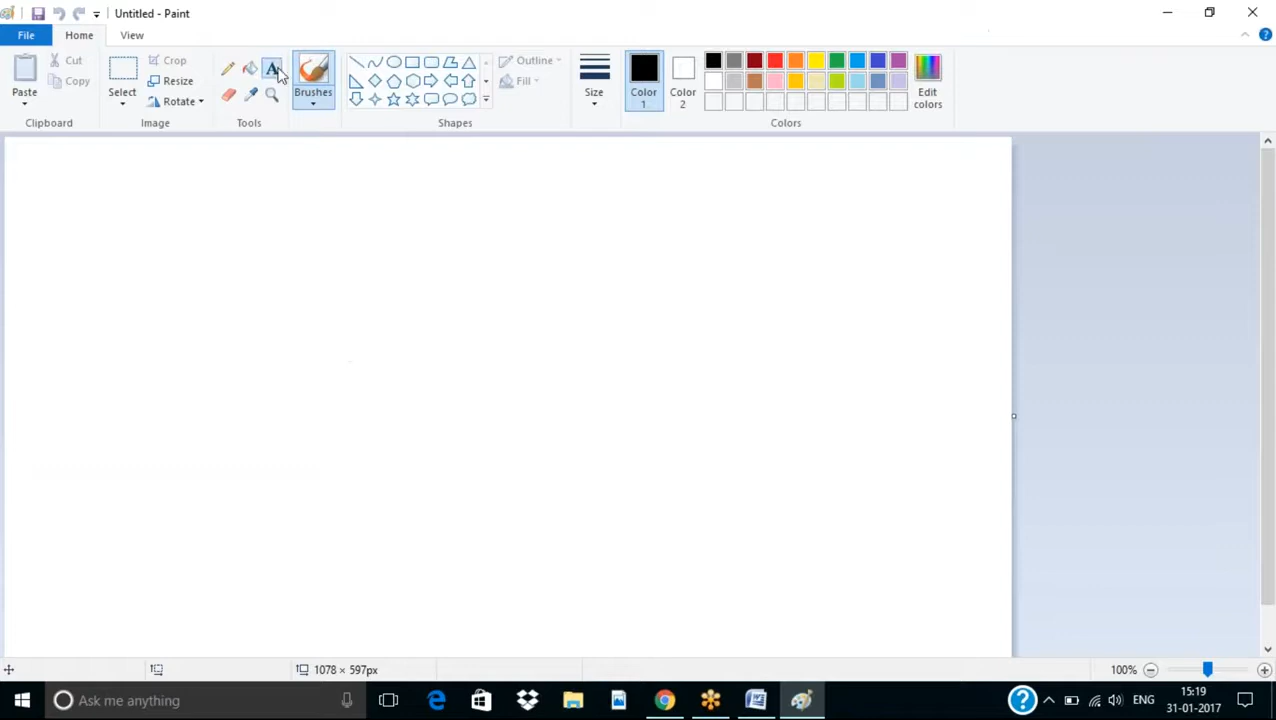 Untitled - Paint
File Home View
Paste
Cut
Copy
Clipboard
Select
Crop
Resize
Rotate
Image
A
Tools
Brushes
Outline
Fill
Shapes
Size
Color 1
Color 2
Edit colors
Colors
1078 × 597px
100%
Ask me anything
ENG
15:19
31-01-2017